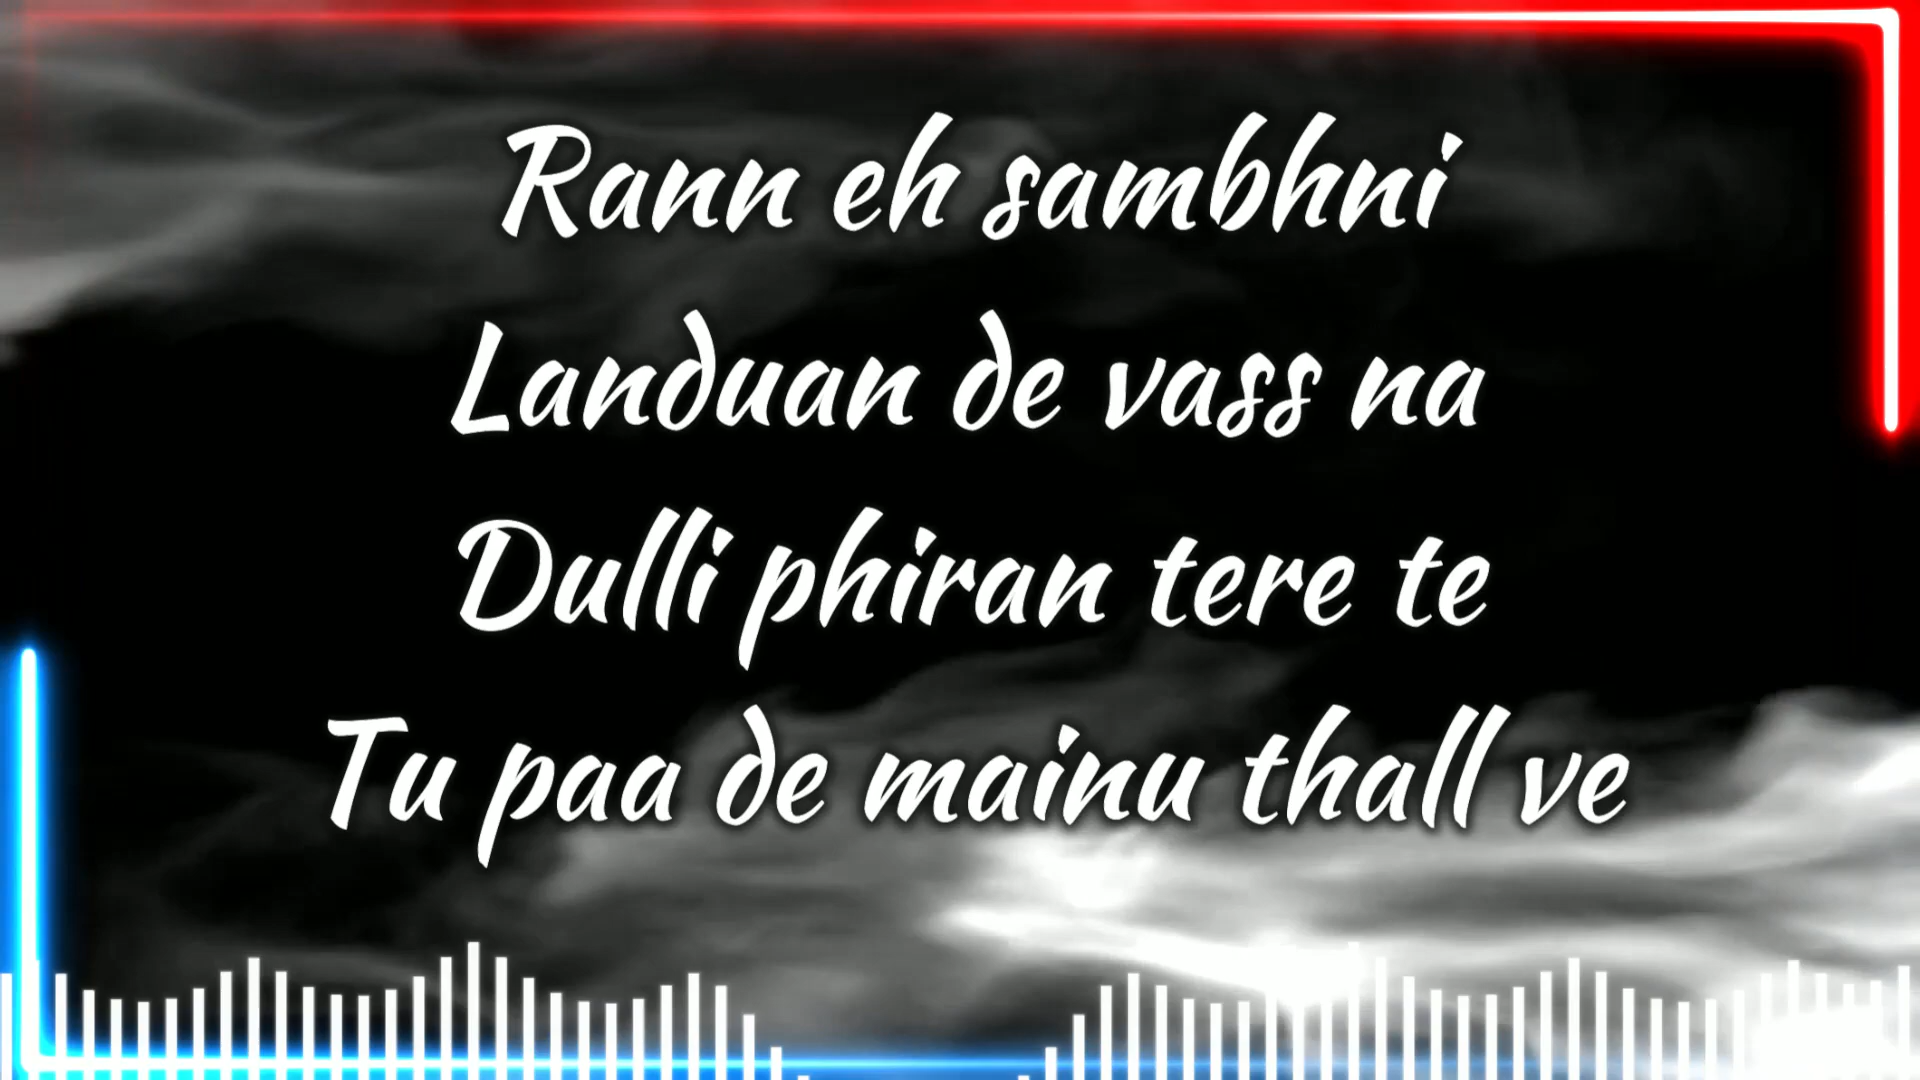 Rann eh sambhni
Landuan de vass na
Dulli phiran tere te
Tu paa de mainu thall ve